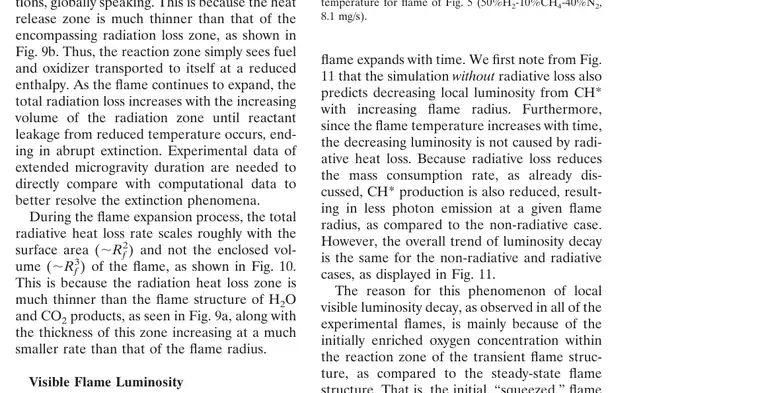 tions, globally speaking. This is because the heat
release zone is much thinner than that of the
encompassing radiation loss zone, as shown in
Fig. 9b. Thus, the reaction zone simply sees fuel
and oxidizer transported to itself at a reduced
enthalpy. As the flame continues to expand, the
total radiation loss increases with the increasing
volume of the radiation zone until reactant
leakage from reduced temperature occurs, end-
ing in abrupt extinction. Experimental data of
extended microgravity duration are needed to
directly compare with computational data to
better resolve the extinction phenomena.
During the flame expansion process, the total
radiative heat loss rate scales roughly with the
surface area (~R_f^2) and not the enclosed vol-
ume (~R_f^3) of the flame, as shown in Fig. 10.
This is because the radiation heat loss zone is
much thinner than the flame structure of H₂O
and CO₂ products, as seen in Fig. 9a, along with
the thickness of this zone increasing at a much
smaller rate than that of the flame radius.
Visible Flame Luminosity
temperature for flame of Fig. 5 (50%H₂-10%CH₄-40%N₂,
8.1 mg/s).
flame expands with time. We first note from Fig.
11 that the simulation without radiative loss also
predicts decreasing local luminosity from CH*
with increasing flame radius. Furthermore,
since the flame temperature increases with time,
the decreasing luminosity is not caused by radi-
ative heat loss. Because radiative loss reduces
the mass consumption rate, as already dis-
cussed, CH* production is also reduced, result-
ing in less photon emission at a given flame
radius, as compared to the non-radiative case.
However, the overall trend of luminosity decay
is the same for the non-radiative and radiative
cases, as displayed in Fig. 11.
The reason for this phenomenon of local
visible luminosity decay, as observed in all of the
experimental flames, is mainly because of the
initially enriched oxygen concentration within
the reaction zone of the transient flame struc-
ture, as compared to the steady-state flame
structure. That is, the initial, “squeezed,” flame